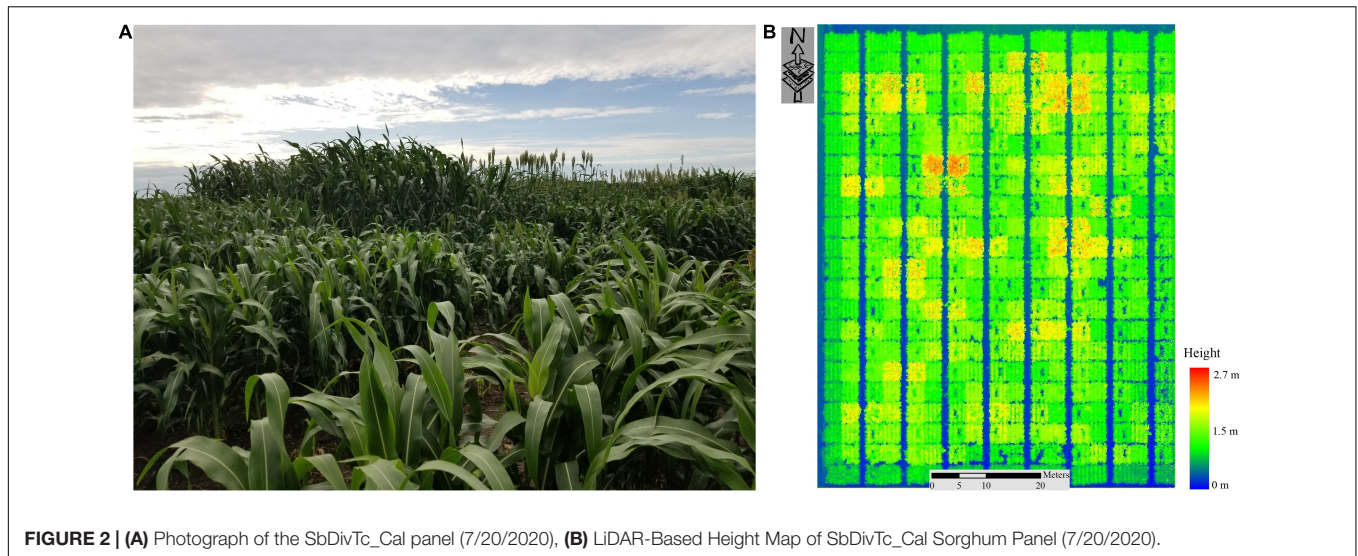 A
B
N
Height
2.7 m
1.5 m
0 m
Meters
0 5 10 20
FIGURE 2 | (A) Photograph of the SbDivTc_Cal panel (7/20/2020), (B) LiDAR-Based Height Map of SbDivTc_Cal Sorghum Panel (7/20/2020).